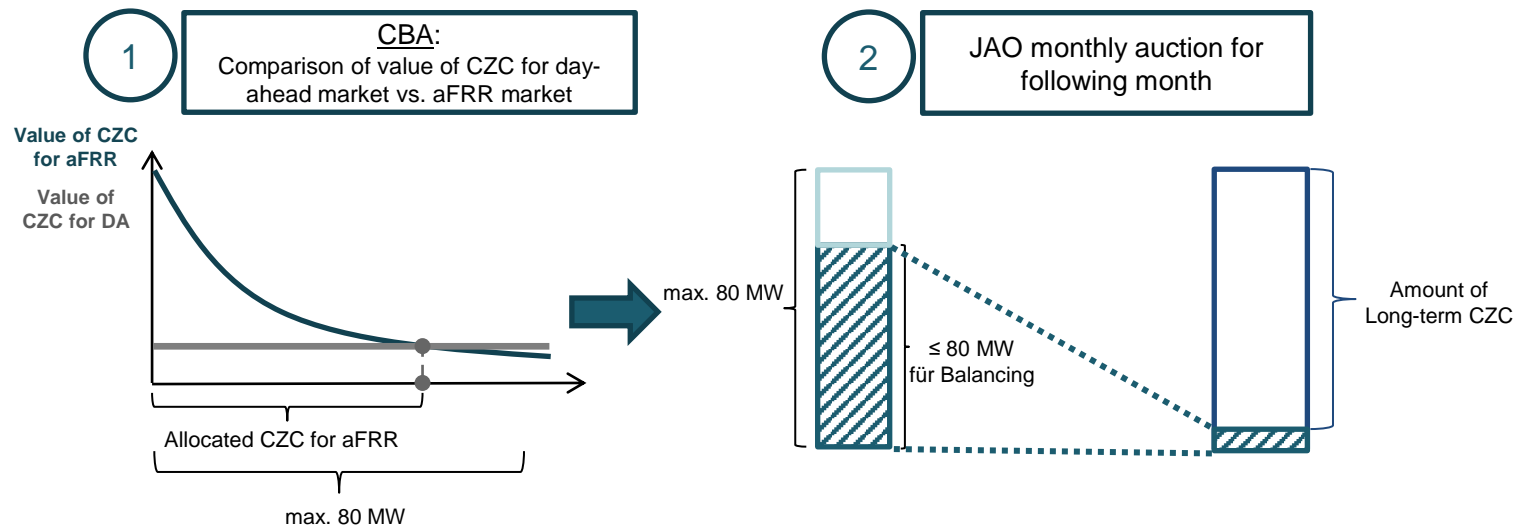 1
CBA:
Comparison of value of CZC for day-
ahead market vs. aFRR market
Value of CZC
for aFRR
Value of
CZC for DA
Allocated CZC for aFRR
max. 80 MW
2
JAO monthly auction for
following month
max. 80 MW
≤ 80 MW
für Balancing
Amount of
Long-term CZC